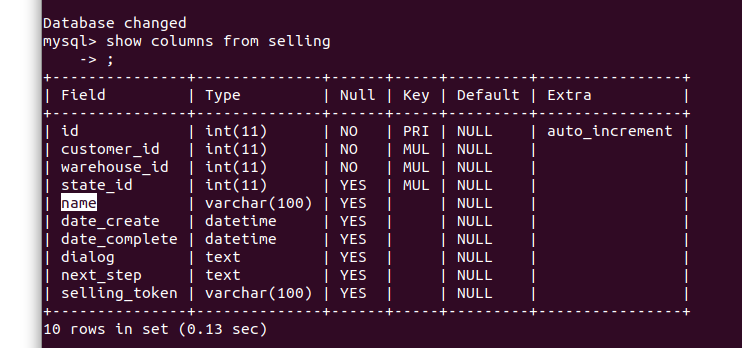 Database changed
mysql> show columns from selling
    -> ;
+---------------+--------------+------+-----+---------+----------------+
| Field         | Type         | Null | Key | Default | Extra          |
+---------------+--------------+------+-----+---------+----------------+
| id            | int(11)      | NO   | PRI | NULL    | auto_increment |
| customer_id   | int(11)      | NO   | MUL | NULL    |                |
| warehouse_id  | int(11)      | NO   | MUL | NULL    |                |
| state_id      | int(11)      | YES  | MUL | NULL    |                |
| name          | varchar(100) | YES  |     | NULL    |                |
| date_create   | datetime     | YES  |     | NULL    |                |
| date_complete | datetime     | YES  |     | NULL    |                |
| dialog        | text         | YES  |     | NULL    |                |
| next_step     | text         | YES  |     | NULL    |                |
| selling_token | varchar(100) | YES  |     | NULL    |                |
+---------------+--------------+------+-----+---------+----------------+
10 rows in set (0.13 sec)